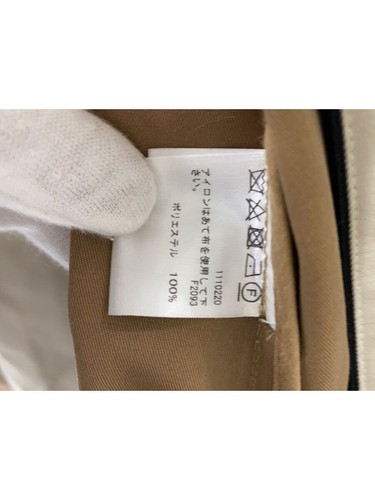 Ⓕ
アイロンはあて布を使用して下
さい。
ポリエステル 100%
1110220
F2093